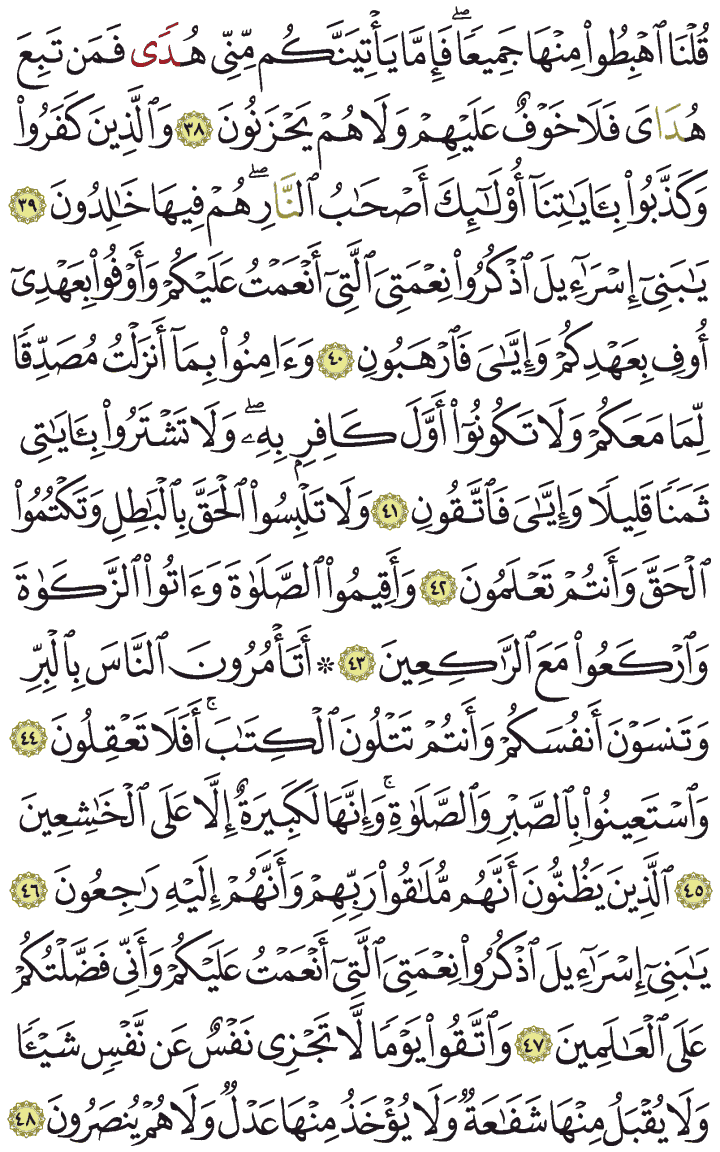 قُلۡنَا ٱهۡبِطُواْ مِنۡهَا جَمِيعٗاۖ فَإِمَّا يَأۡتِيَنَّكُم مِّنِّي هُدٗى فَمَن تَبِعَ
هُدَايَ فَلَا خَوۡفٌ عَلَيۡهِمۡ وَلَا هُمۡ يَحۡزَنُونَ ٣٨ وَٱلَّذِينَ كَفَرُواْ
وَكَذَّبُواْ بِـَٔايَٰتِنَآ أُوْلَٰٓئِكَ أَصۡحَٰبُ ٱلنَّارِۖ هُمۡ فِيهَا خَٰلِدُونَ ٣٩
يَٰبَنِيٓ إِسۡرَٰٓءِيلَ ٱذۡكُرُواْ نِعۡمَتِيَ ٱلَّتِيٓ أَنۡعَمۡتُ عَلَيۡكُمۡ وَأَوۡفُواْ بِعَهۡدِيٓ
أُوفِ بِعَهۡدِكُمۡ وَإِيَّٰيَ فَٱرۡهَبُونِ ٤٠ وَءَامِنُواْ بِمَآ أَنزَلۡتُ مُصَدِّقٗا
لِّمَا مَعَكُمۡ وَلَا تَكُونُوٓاْ أَوَّلَ كَافِرِۭ بِهِۦۖ وَلَا تَشۡتَرُواْ بِـَٔايَٰتِي
ثَمَنٗا قَلِيلٗا وَإِيَّٰيَ فَٱتَّقُونِ ٤١ وَلَا تَلۡبِسُواْ ٱلۡحَقَّ بِٱلۡبَٰطِلِ وَتَكۡتُمُواْ
ٱلۡحَقَّ وَأَنتُمۡ تَعۡلَمُونَ ٤٢ وَأَقِيمُواْ ٱلصَّلَوٰةَ وَءَاتُواْ ٱلزَّكَوٰةَ
وَٱرۡكَعُواْ مَعَ ٱلرَّٰكِعِينَ ٤٣ ۞ أَتَأۡمُرُونَ ٱلنَّاسَ بِٱلۡبِرِّ
وَتَنسَوۡنَ أَنفُسَكُمۡ وَأَنتُمۡ تَتۡلُونَ ٱلۡكِتَٰبَۚ أَفَلَا تَعۡقِلُونَ ٤٤
وَٱسۡتَعِينُواْ بِٱلصَّبۡرِ وَٱلصَّلَوٰةِۚ وَإِنَّهَا لَكَبِيرَةٌ إِلَّا عَلَى ٱلۡخَٰشِعِينَ
٤٥ ٱلَّذِينَ يَظُنُّونَ أَنَّهُم مُّلَٰقُواْ رَبِّهِمۡ وَأَنَّهُمۡ إِلَيۡهِ رَٰجِعُونَ ٤٦
يَٰبَنِيٓ إِسۡرَٰٓءِيلَ ٱذۡكُرُواْ نِعۡمَتِيَ ٱلَّتِيٓ أَنۡعَمۡتُ عَلَيۡكُمۡ وَأَنِّي فَضَّلۡتُكُمۡ
عَلَى ٱلۡعَٰلَمِينَ ٤٧ وَٱتَّقُواْ يَوۡمٗا لَّا تَجۡزِي نَفۡسٌ عَن نَّفۡسٖ شَيۡـٔٗا
وَلَا يُقۡبَلُ مِنۡهَا شَفَٰعَةٞ وَلَا يُؤۡخَذُ مِنۡهَا عَدۡلٞ وَلَا هُمۡ يُنصَرُونَ ٤٨